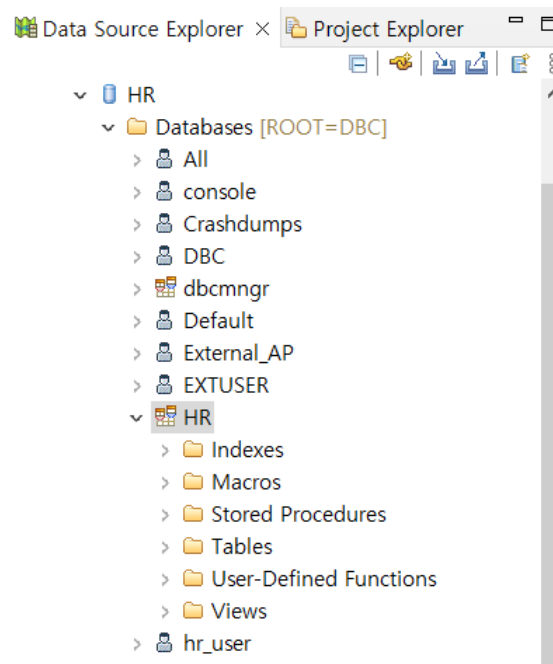 Data Source Explorer × Project Explorer
HR
Databases [ROOT=DBC]
All
console
Crashdumps
DBC
dbcmngr
Default
External_AP
EXTUSER
HR
Indexes
Macros
Stored Procedures
Tables
User-Defined Functions
Views
hr_user